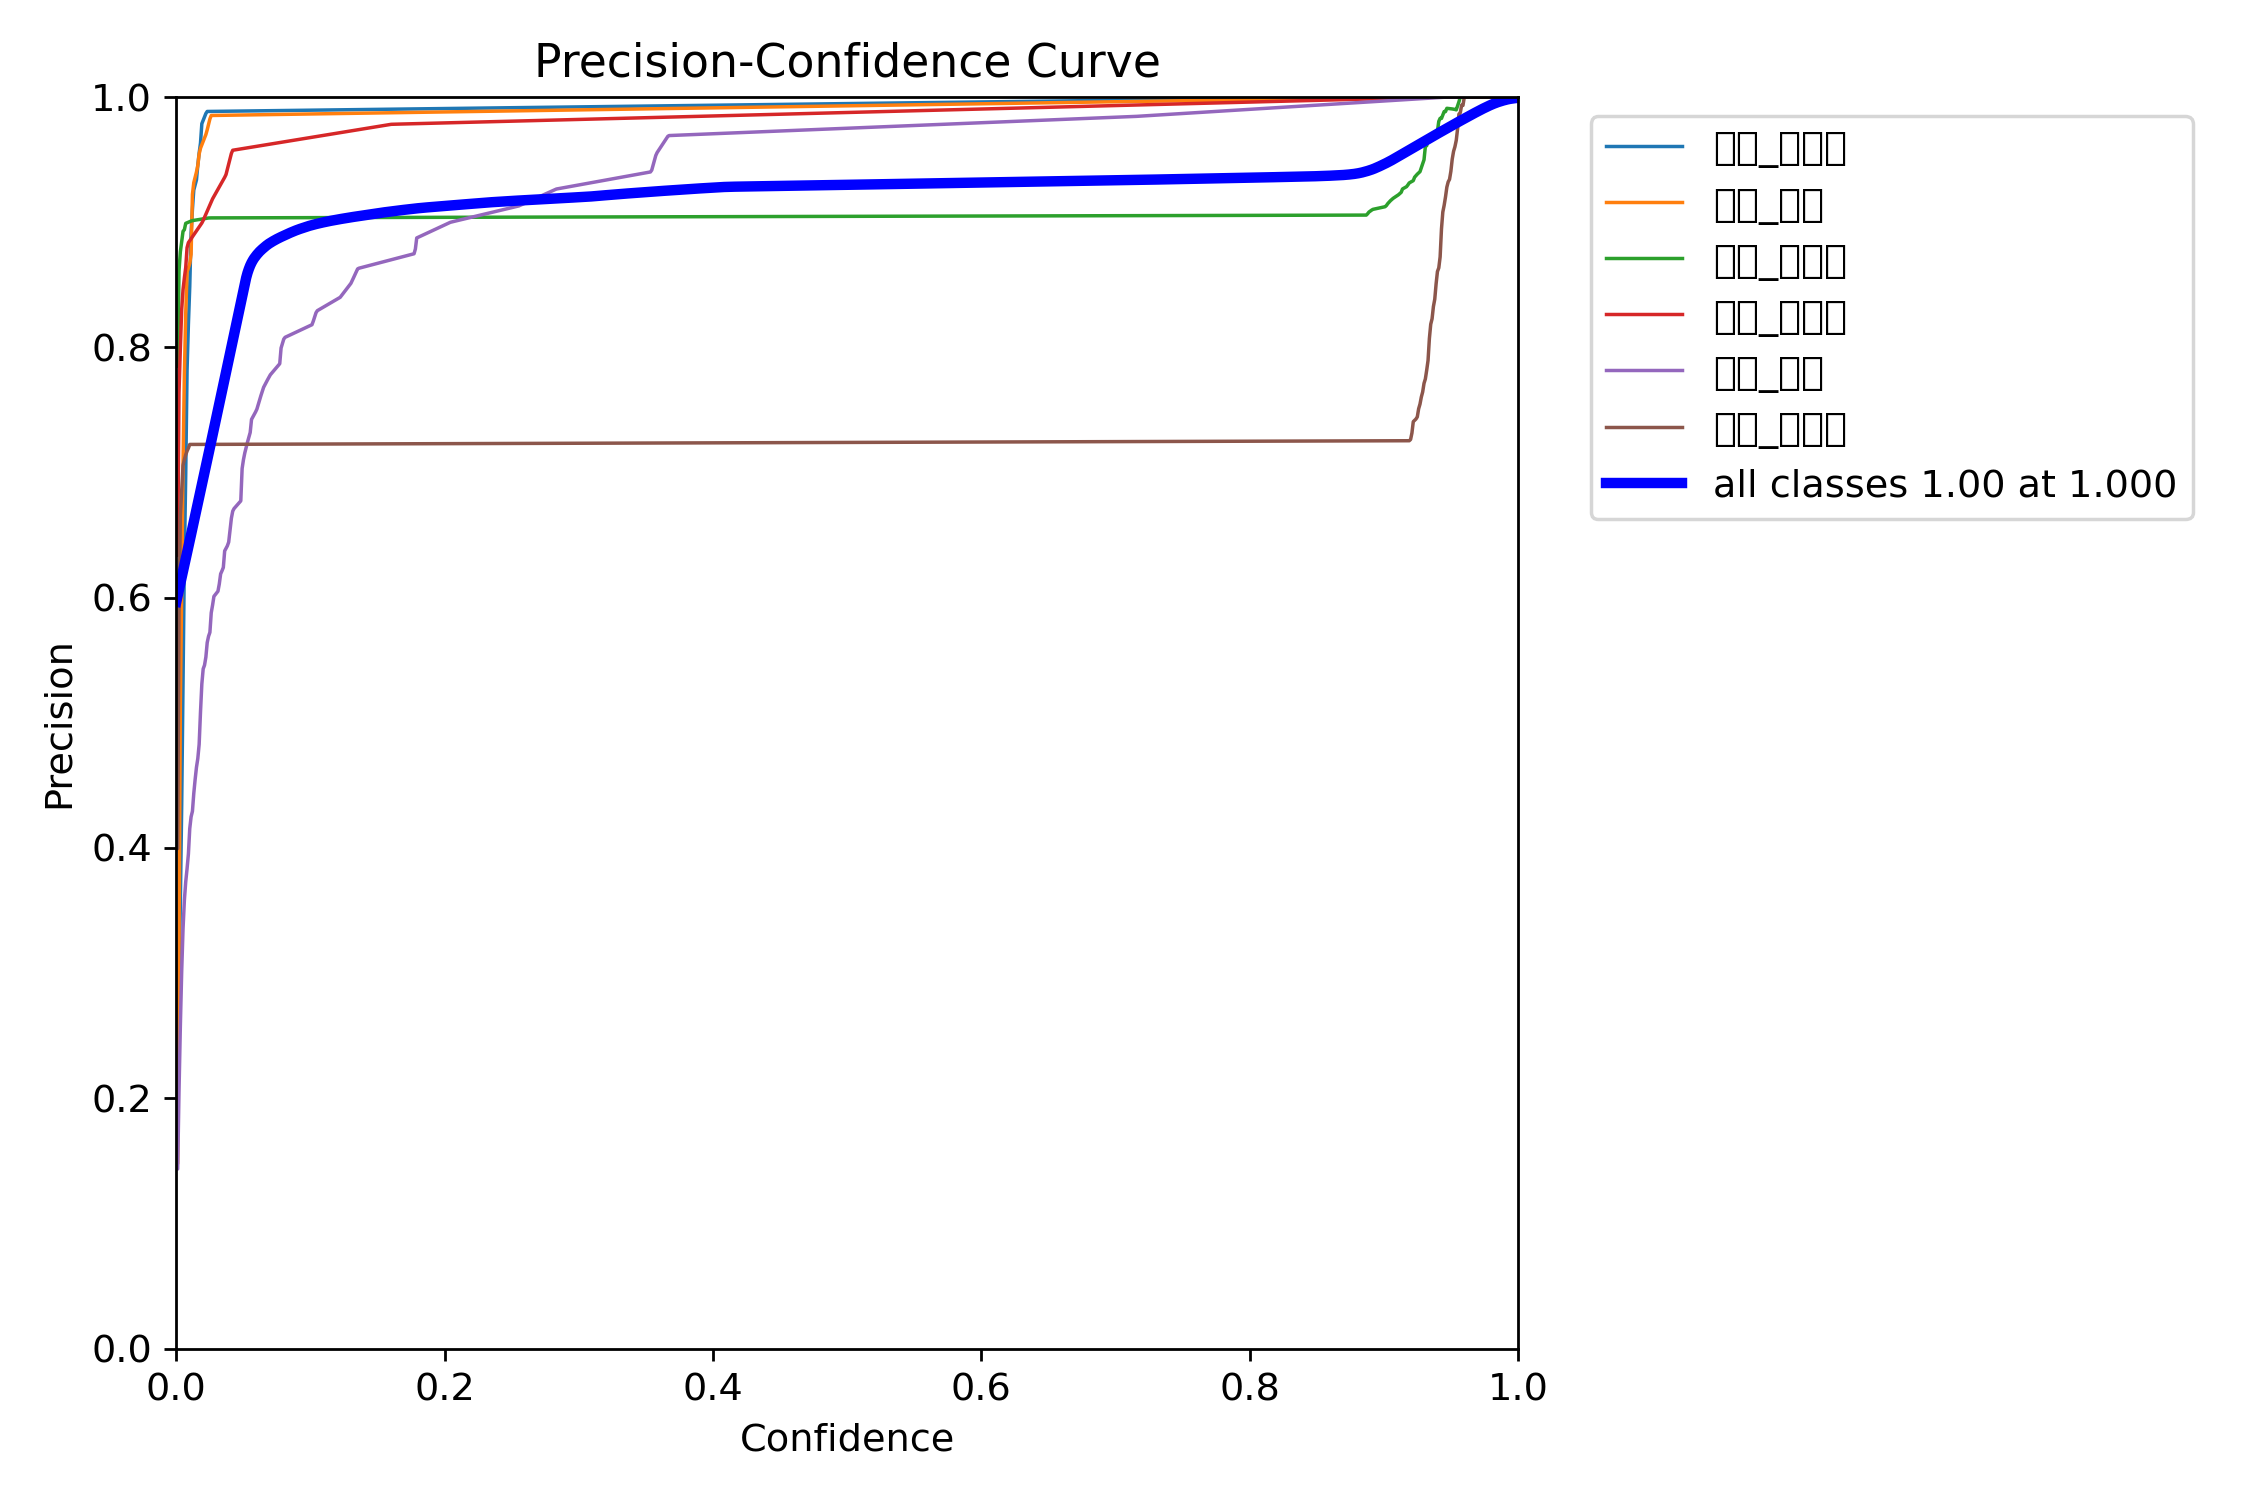 Precision-Confidence Curve
1.0
0.8
0.6
0.4
0.2
0.0
0.0 0.2 0.4 0.6 0.8 1.0
Precision
Confidence
□□_□□□
□□_□□
□□_□□□
□□_□□□
□□_□□
□□_□□□
all classes 1.00 at 1.000